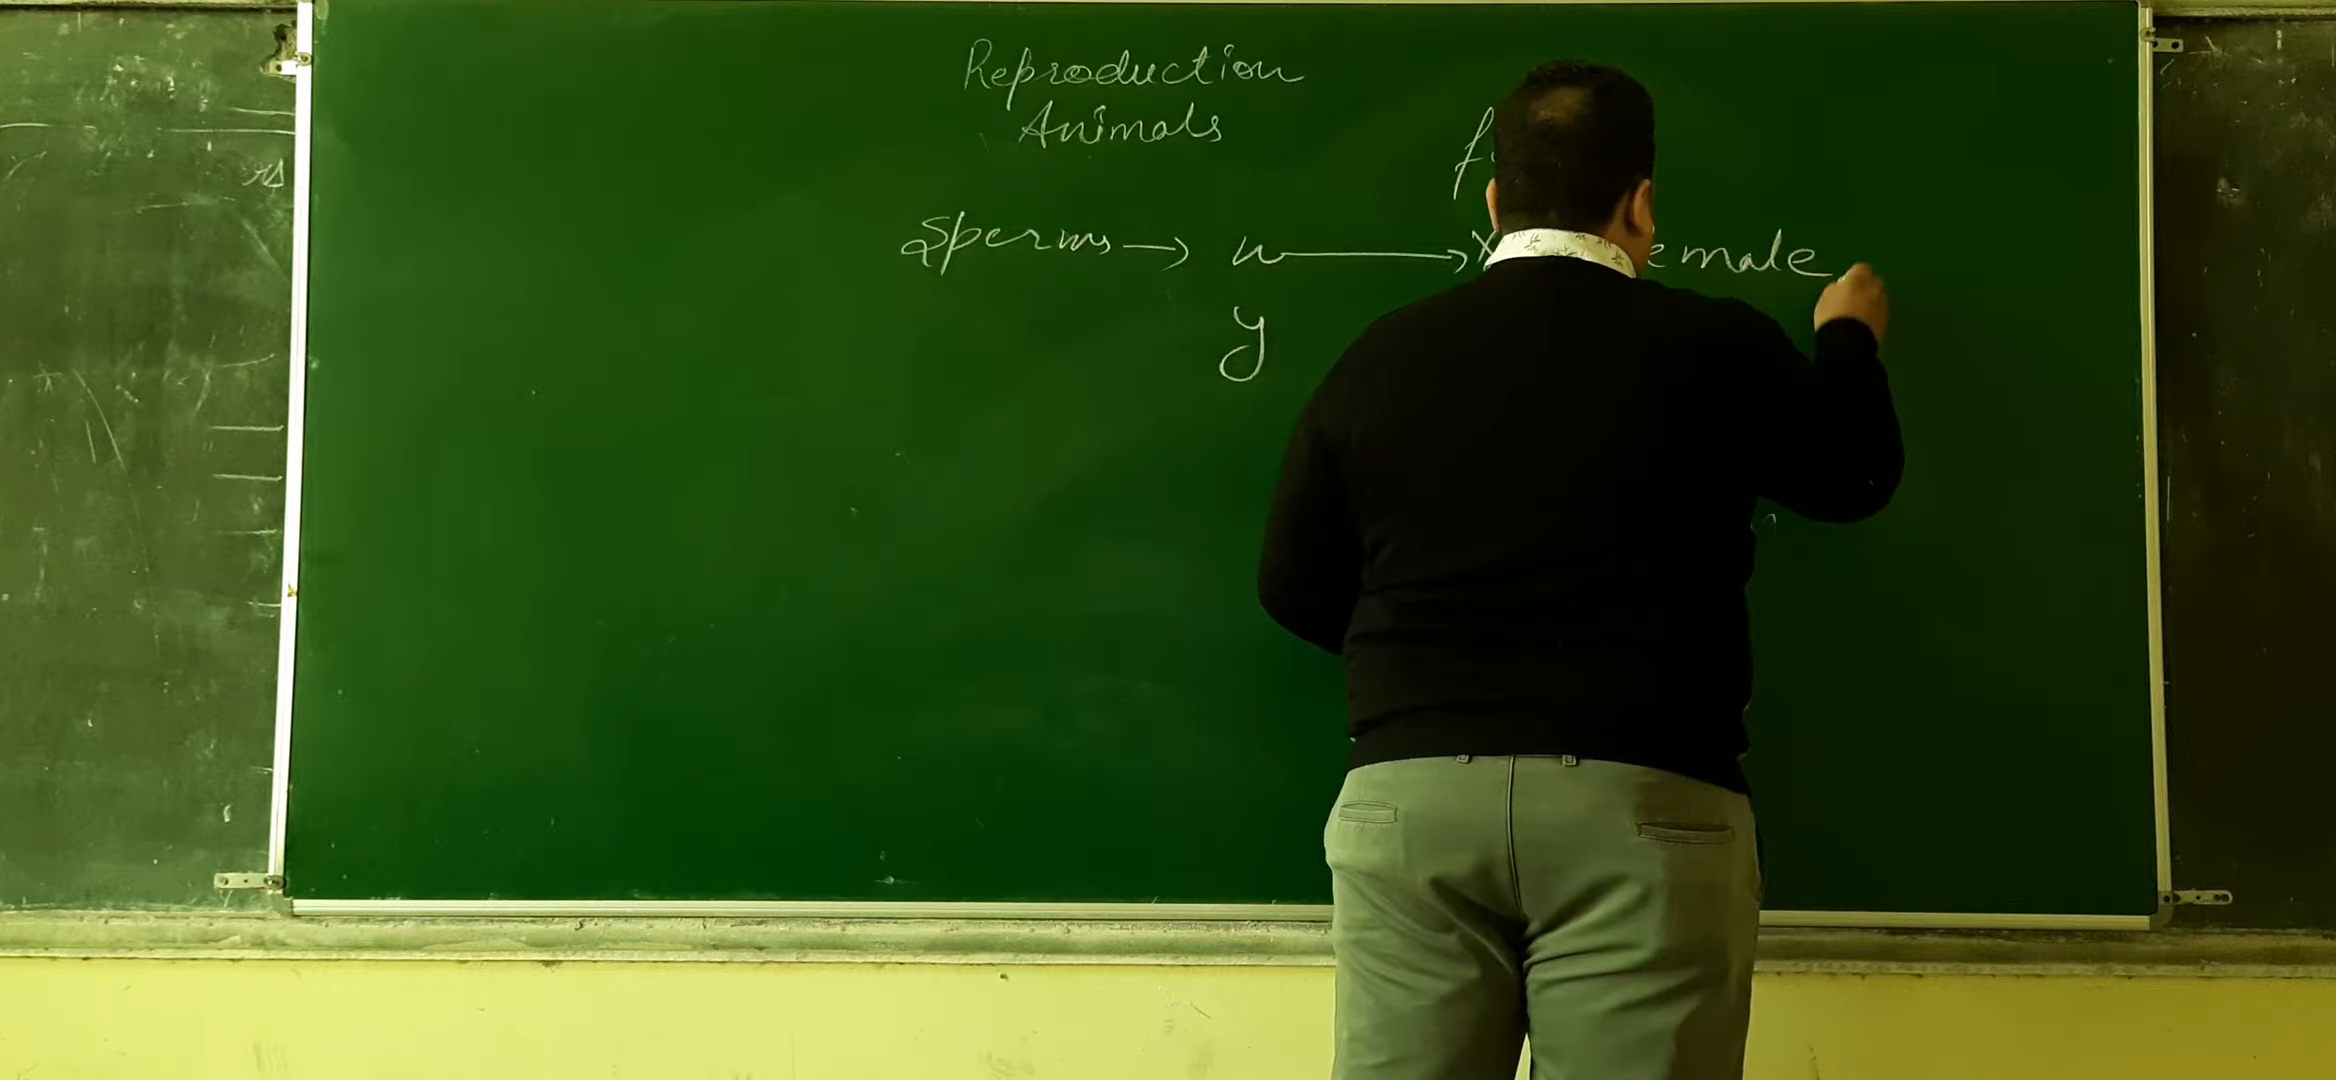 Reproduction
Animals
Sperms → x → X
emale
y